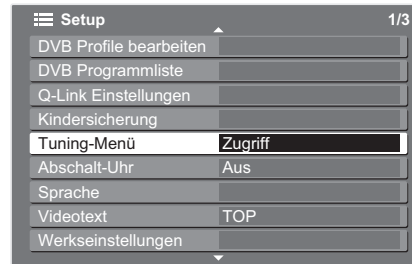 Setup 1/3
DVB Profile bearbeiten
DVB Programmliste
Q-Link Einstellungen
Kindersicherung
Tuning-Menü Zugriff
Abschalt-Uhr Aus
Sprache
Videotext TOP
Werkseinstellungen